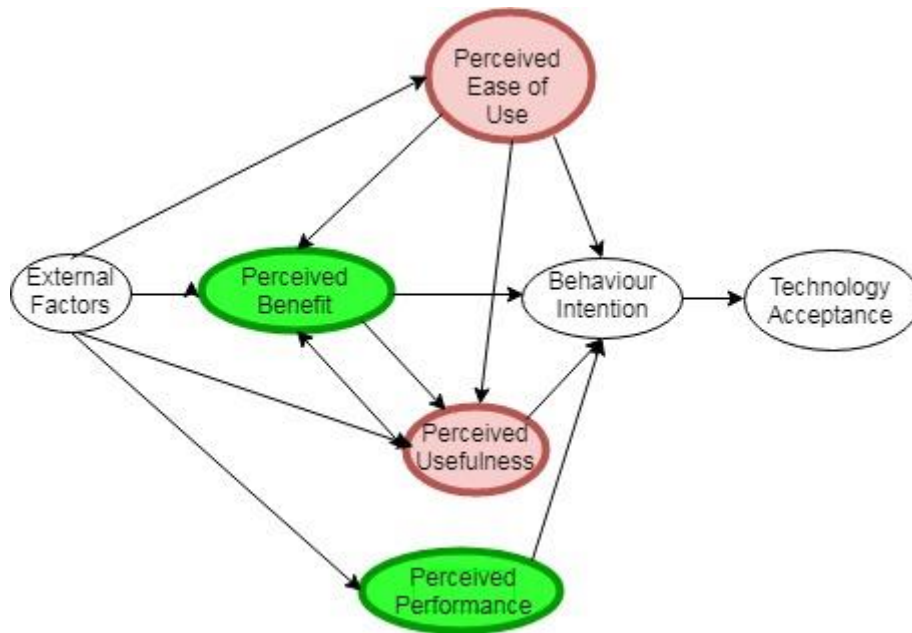 Perceived
Ease of
Use
External
Factors
Perceived
Benefit
Behaviour
Intention
Technology
Acceptance
Perceived
Usefulness
Perceived
Performance